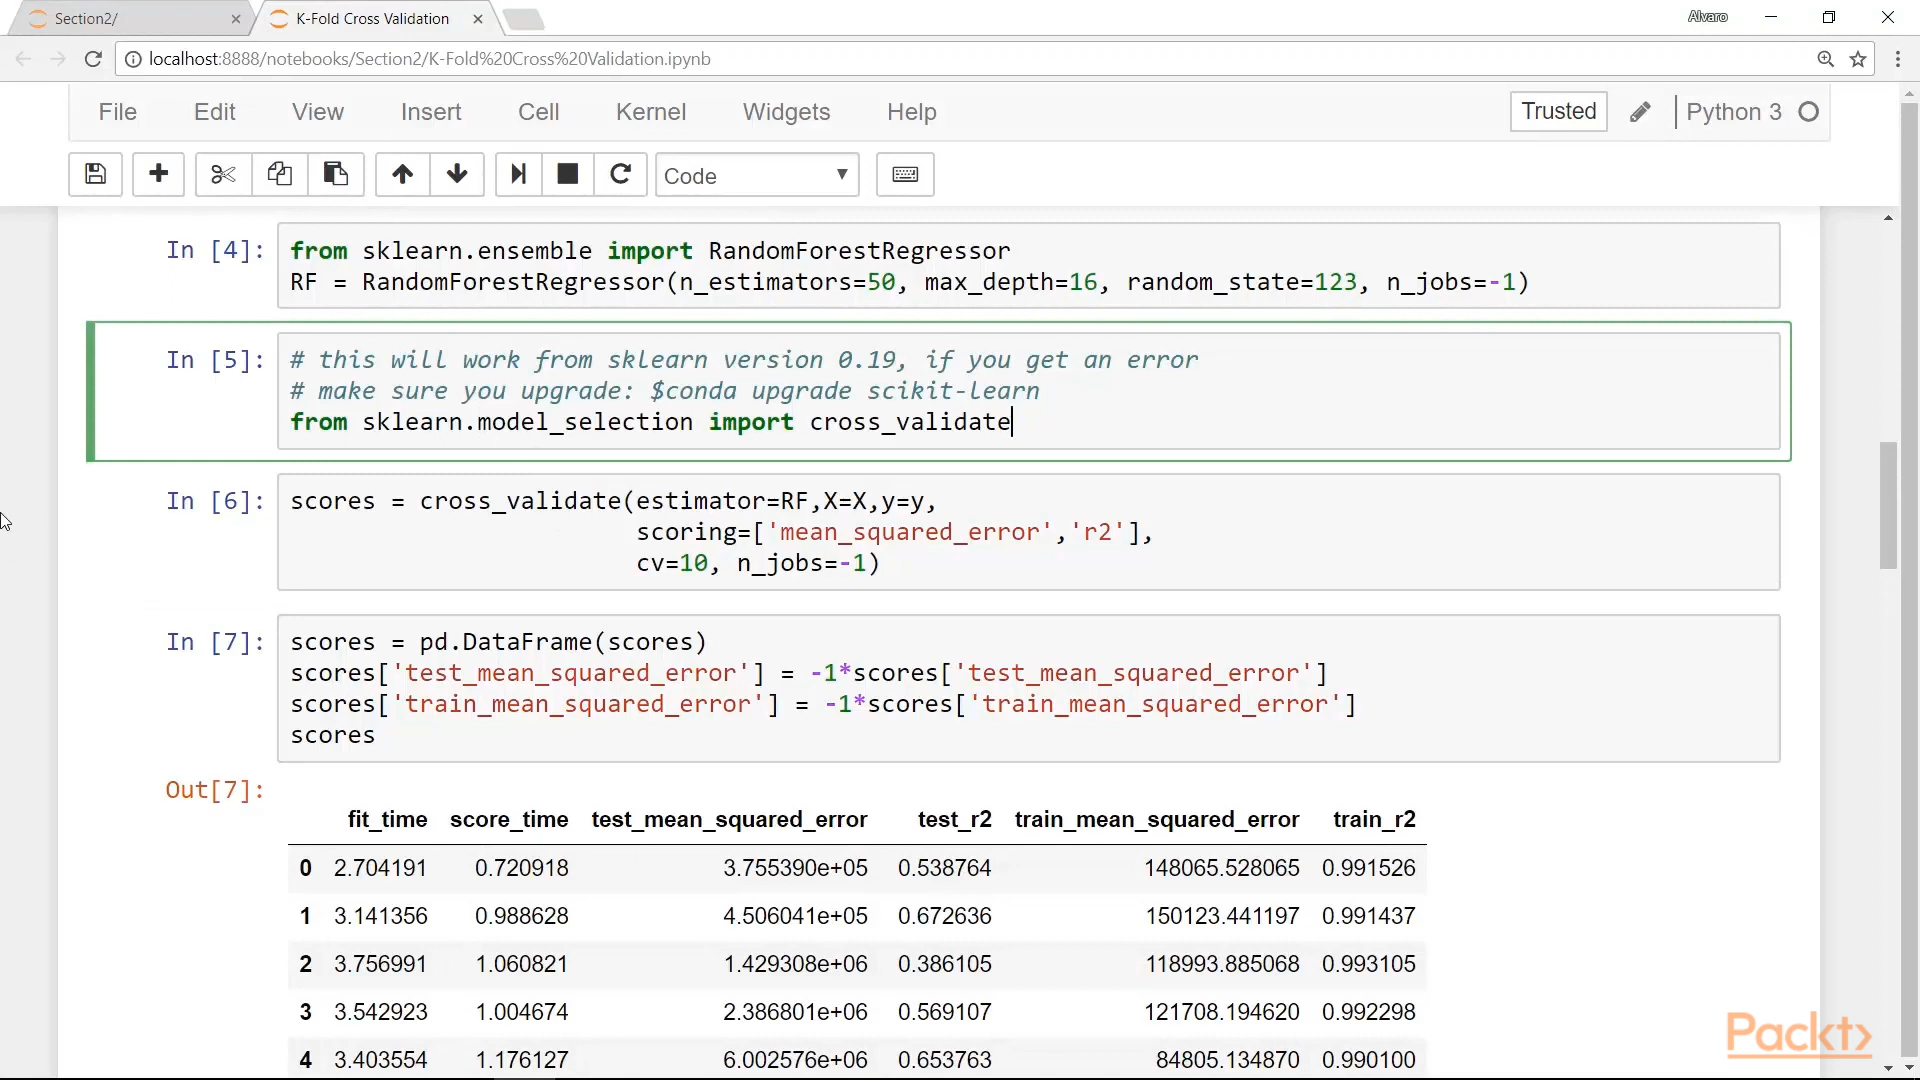 Section2/
K-Fold Cross Validation
Alvaro
localhost:8888/notebooks/Section2/K-Fold%20Cross%20Validation.ipynb
File Edit View Insert Cell Kernel Widgets Help Trusted Python 3
Code
In [4]: from sklearn.ensemble import RandomForestRegressor
RF = RandomForestRegressor(n_estimators=50, max_depth=16, random_state=123, n_jobs=-1)
In [5]: # this will work from sklearn version 0.19, if you get an error
# make sure you upgrade: $conda upgrade scikit-learn
from sklearn.model_selection import cross_validate
In [6]: scores = cross_validate(estimator=RF,X=X,y=y,
scoring=['mean_squared_error','r2'],
cv=10, n_jobs=-1)
In [7]: scores = pd.DataFrame(scores)
scores['test_mean_squared_error'] = -1*scores['test_mean_squared_error']
scores['train_mean_squared_error'] = -1*scores['train_mean_squared_error']
scores
Out[7]:
fit_time score_time test_mean_squared_error test_r2 train_mean_squared_error train_r2
0 2.704191 0.720918 3.755390e+05 0.538764 148065.528065 0.991526
1 3.141356 0.988628 4.506041e+05 0.672636 150123.441197 0.991437
2 3.756991 1.060821 1.429308e+06 0.386105 118993.885068 0.993105
3 3.542923 1.004674 2.386801e+06 0.569107 121708.194620 0.992298
4 3.403554 1.176127 6.002576e+06 0.653763 84805.134870 0.990100
Packt>